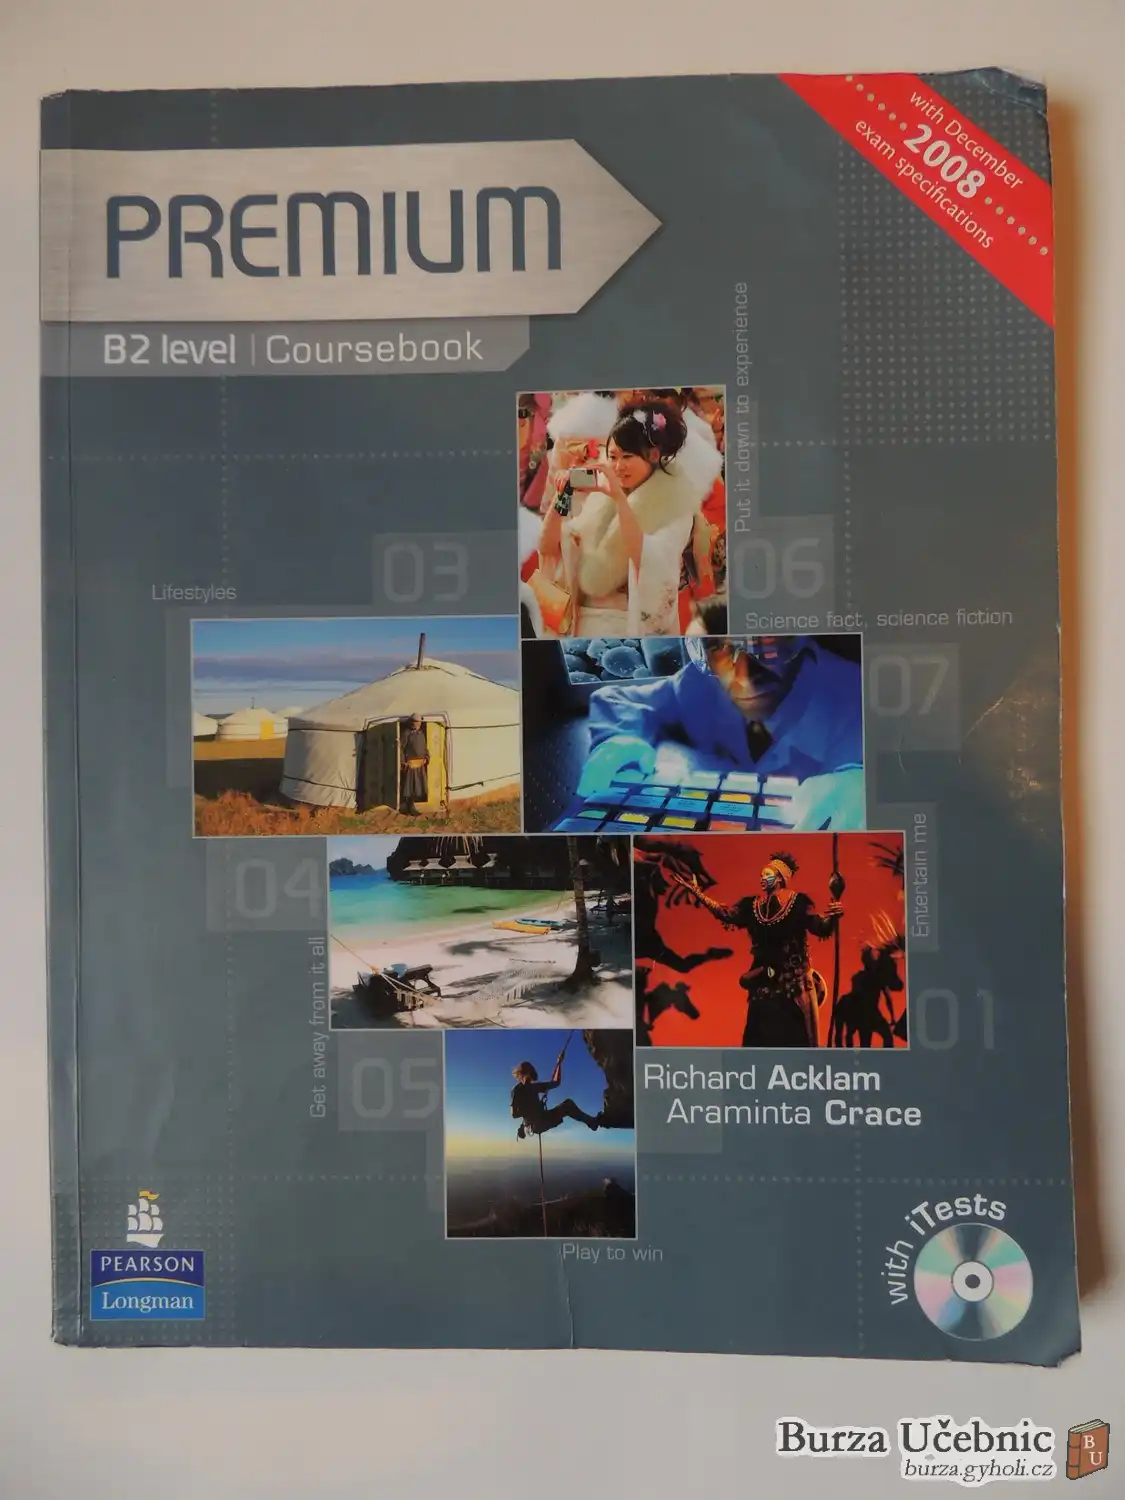 with December
2008
exam specifications
PREMIUM
B2 level | Coursebook
Put it down to experience
03
06
Lifestyles
Science fact, science fiction
07
04
Entertain me
Get away from it all
01
05
Richard Acklam
Araminta Crace
Play to win
with iTests
PEARSON
Longman
Burza Učebnic
burza.gyholi.cz
B
U